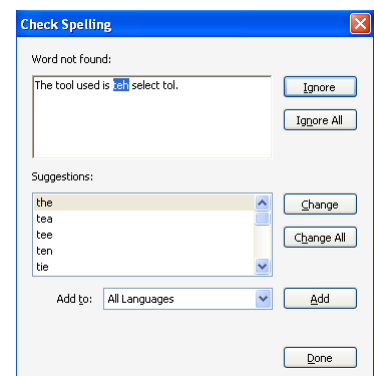 Check Spelling
Word not found:
The tool used is teh select tol.
Ignore
Ignore All
Suggestions:
the
tea
tee
ten
tie
Change
Change All
Add to: All Languages Add
Done